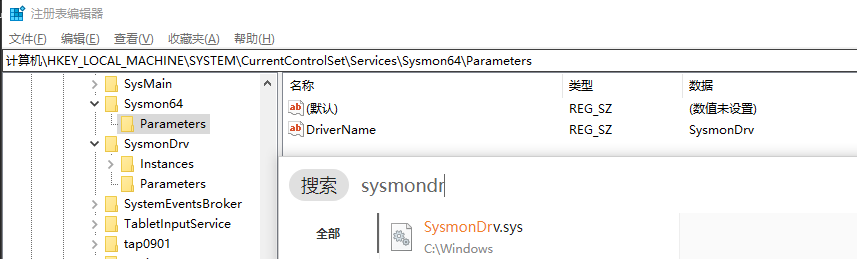 注册表编辑器
文件(F) 编辑(E) 查看(V) 收藏夹(A) 帮助(H)
计算机\HKEY_LOCAL_MACHINE\SYSTEM\CurrentControlSet\Services\Sysmon64\Parameters
SysMain
Sysmon64
Parameters
SysmonDrv
Instances
Parameters
SystemEventsBroker
TabletInputService
tap0901
名称 类型 数据
(默认) REG_SZ (数值未设置)
DriverName REG_SZ SysmonDrv
搜索 sysmondr
全部
SysmonDrv.sys
C:\Windows